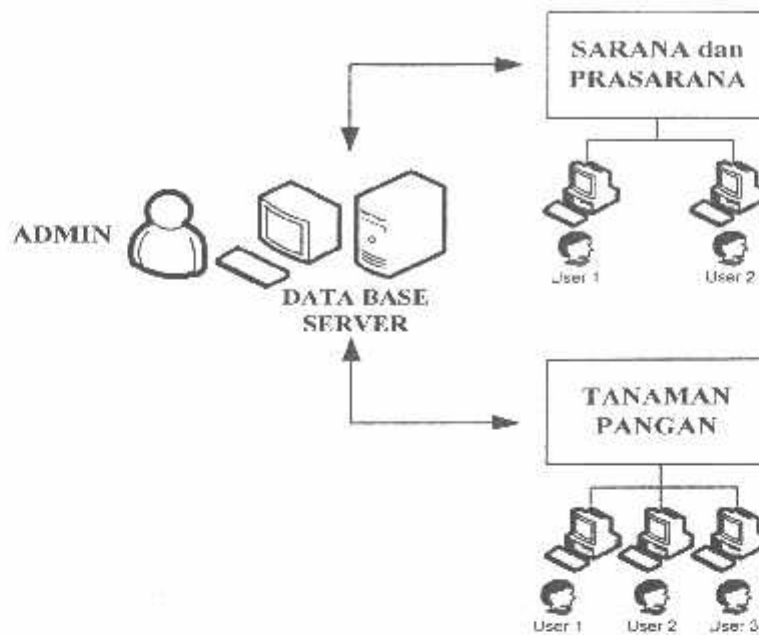 SARANA dan
PRASARANA
User 1
User 2
ADMIN
DATA BASE
SERVER
TANAMAN
PANGAN
User 1
User 2
User 3